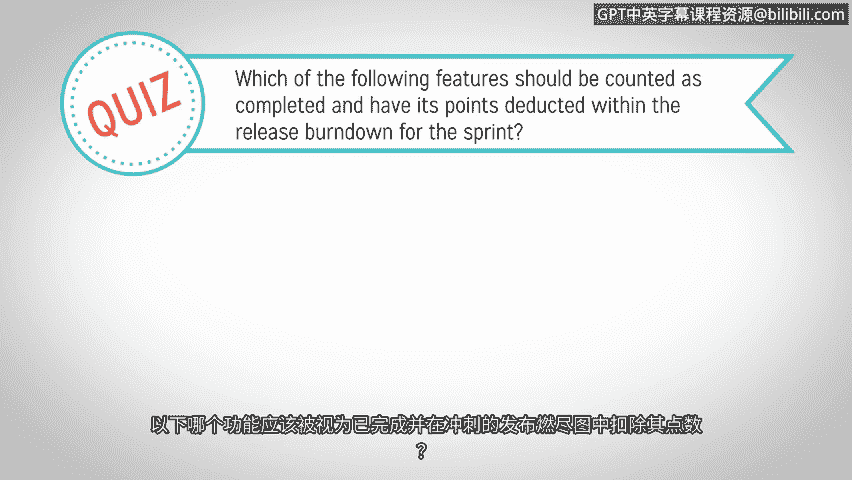 GPT中英字幕课程资源@bilibili.com
QUIZ
Which of the following features should be counted as
completed and have its points deducted within the
release burndown for the sprint?
以下哪个功能应该被视为已完成并在冲刺的发布燃尽图中扣除其点数
？